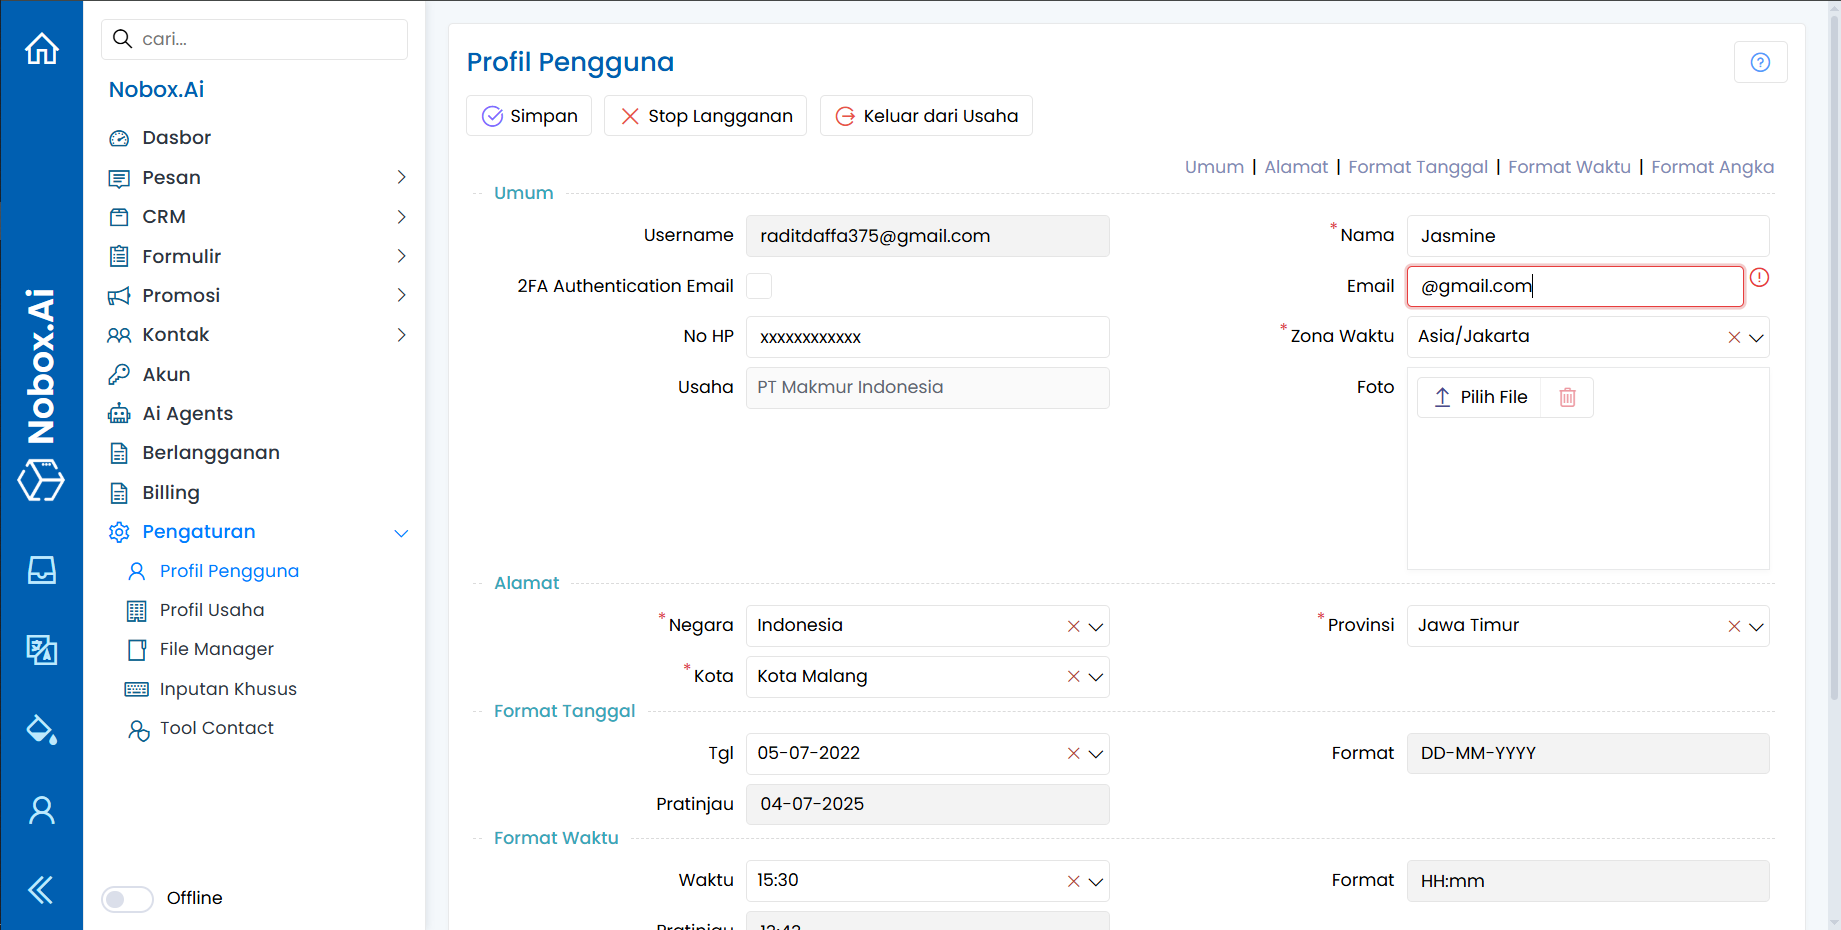 cari...
Nobox.Ai
Dasbor
Pesan
CRM
Formulir
Promosi
Kontak
Akun
Ai Agents
Berlangganan
Billing
Pengaturan
Profil Pengguna
Profil Usaha
File Manager
Inputan Khusus
Tool Contact
Offline
Nobox.Ai
Profil Pengguna
Simpan
Stop Langganan
Keluar dari Usaha
Umum | Alamat | Format Tanggal | Format Waktu | Format Angka
Umum
Username raditdaffa375@gmail.com
* Nama Jasmine
2FA Authentication Email
Email @gmail.com
No HP xxxxxxxxxxxx
* Zona Waktu Asia/Jakarta
Usaha PT Makmur Indonesia
Foto Pilih File
Alamat
* Negara Indonesia
* Provinsi Jawa Timur
* Kota Kota Malang
Format Tanggal
Tgl 05-07-2022
Format DD-MM-YYYY
Pratinjau 04-07-2025
Format Waktu
Waktu 15:30
Format HH:mm
Pratinjau